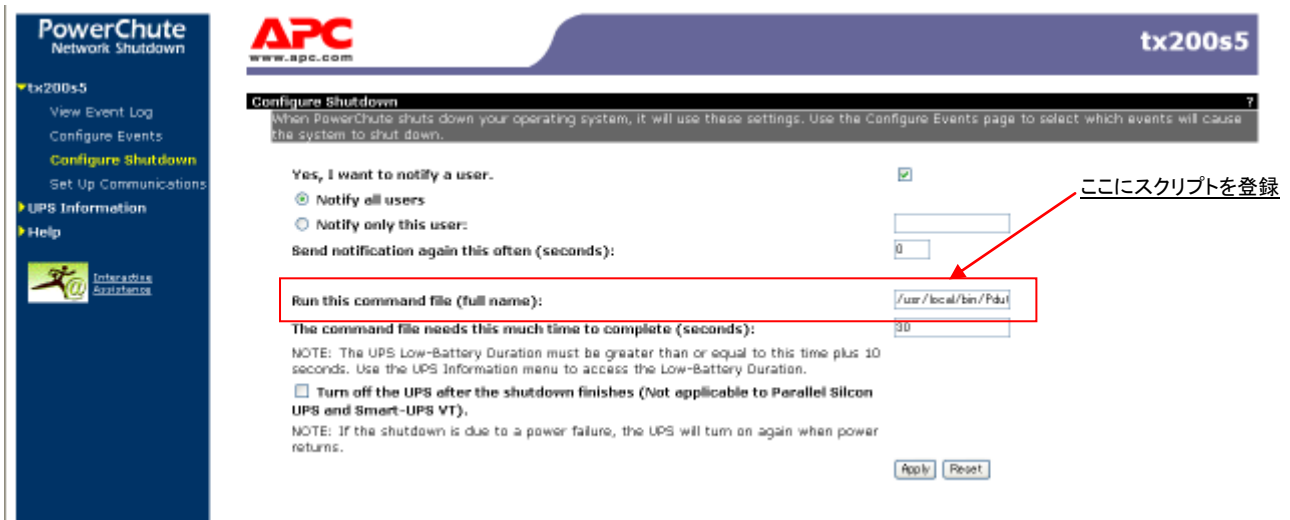 PowerChute
Network Shutdown
tx200s5
View Event Log
Configure Events
Configure Shutdown
Set Up Communications
UPS Information
Help
Interactive
Assistance
APC
www.apc.com
tx200s5
Configure Shutdown ?
When PowerChute shuts down your operating system, it will use these settings. Use the Configure Events page to select which events will cause
the system to shut down.
Yes, I want to notify a user.
Notify all users
Notify only this user:
Send notification again this often (seconds): 0
ここにスクリプトを登録
Run this command file (full name): /usr/local/bin/Pdu
The command file needs this much time to complete (seconds): 30
NOTE: The UPS Low-Battery Duration must be greater than or equal to this time plus 10
seconds. Use the UPS Information menu to access the Low-Battery Duration.
Turn off the UPS after the shutdown finishes (Not applicable to Parallel Silcon
UPS and Smart-UPS VT).
NOTE: If the shutdown is due to a power failure, the UPS will turn on again when power
returns.
Apply Reset